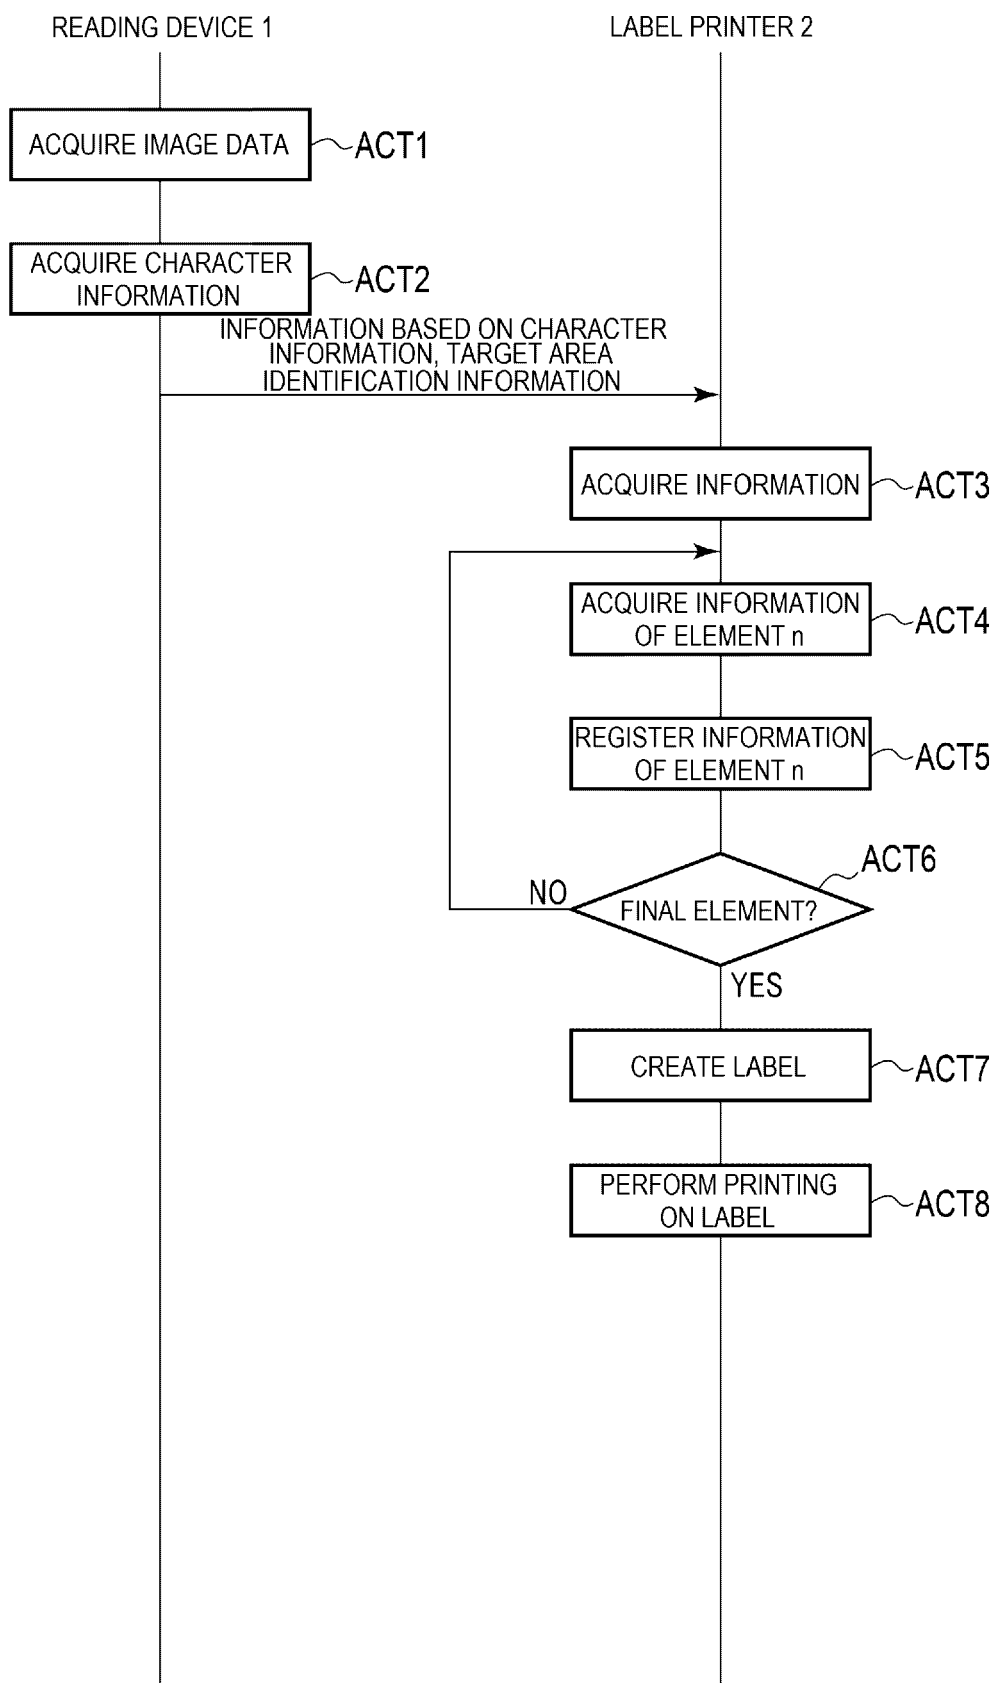 READING DEVICE 1
LABEL PRINTER 2
ACQUIRE IMAGE DATA
ACT1
ACQUIRE CHARACTER
INFORMATION
ACT2
INFORMATION BASED ON CHARACTER
INFORMATION, TARGET AREA
IDENTIFICATION INFORMATION
ACQUIRE INFORMATION
ACT3
ACQUIRE INFORMATION
OF ELEMENT n
ACT4
REGISTER INFORMATION
OF ELEMENT n
ACT5
ACT6
NO
FINAL ELEMENT?
YES
CREATE LABEL
ACT7
PERFORM PRINTING
ON LABEL
ACT8